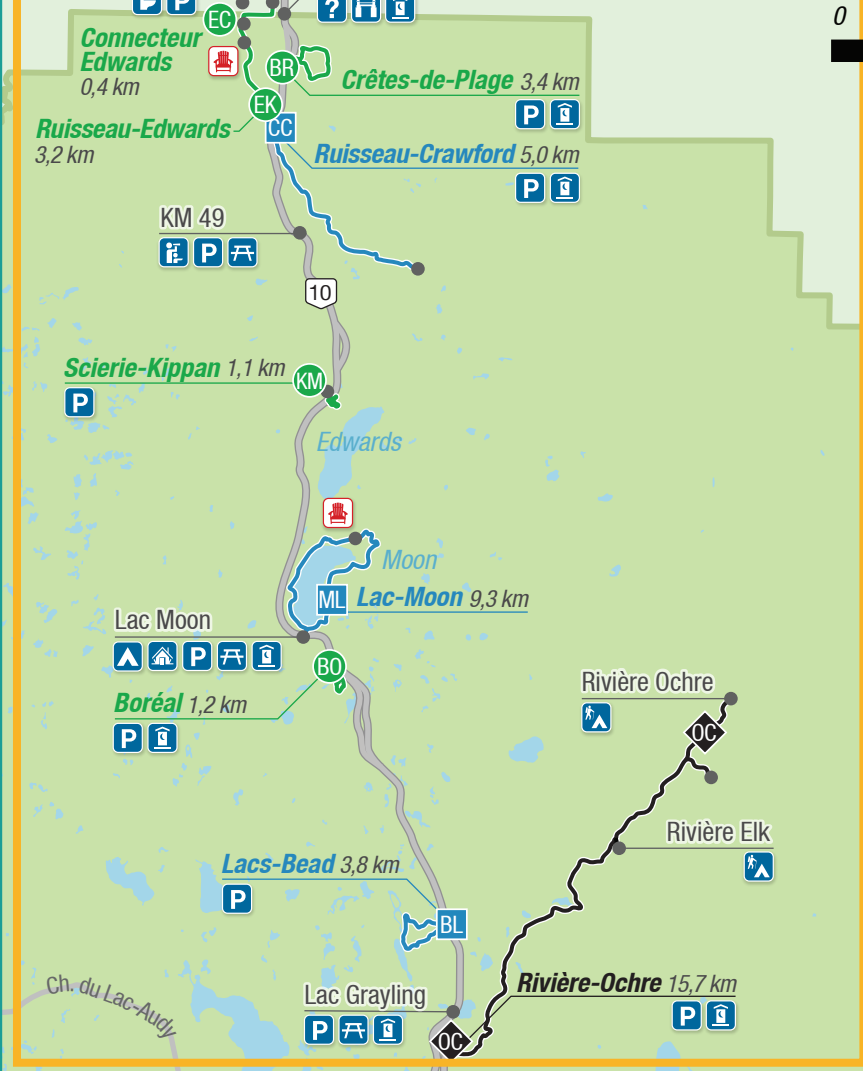 P
?
0
EC
Connecteur
Edwards
0,4 km
BR
Crêtes-de-Plage 3,4 km
P
EK
Ruisseau-Edwards
3,2 km
CC
Ruisseau-Crawford 5,0 km
P
KM 49
P
10
Scierie-Kippan 1,1 km
KM
P
Edwards
Moon
ML
Lac-Moon 9,3 km
Lac Moon
P
BO
Boréal 1,2 km
P
Rivière Ochre
OC
Rivière Elk
Lacs-Bead 3,8 km
P
BL
Ch. du Lac-Audy
Lac Grayling
P
OC
Rivière-Ochre 15,7 km
P